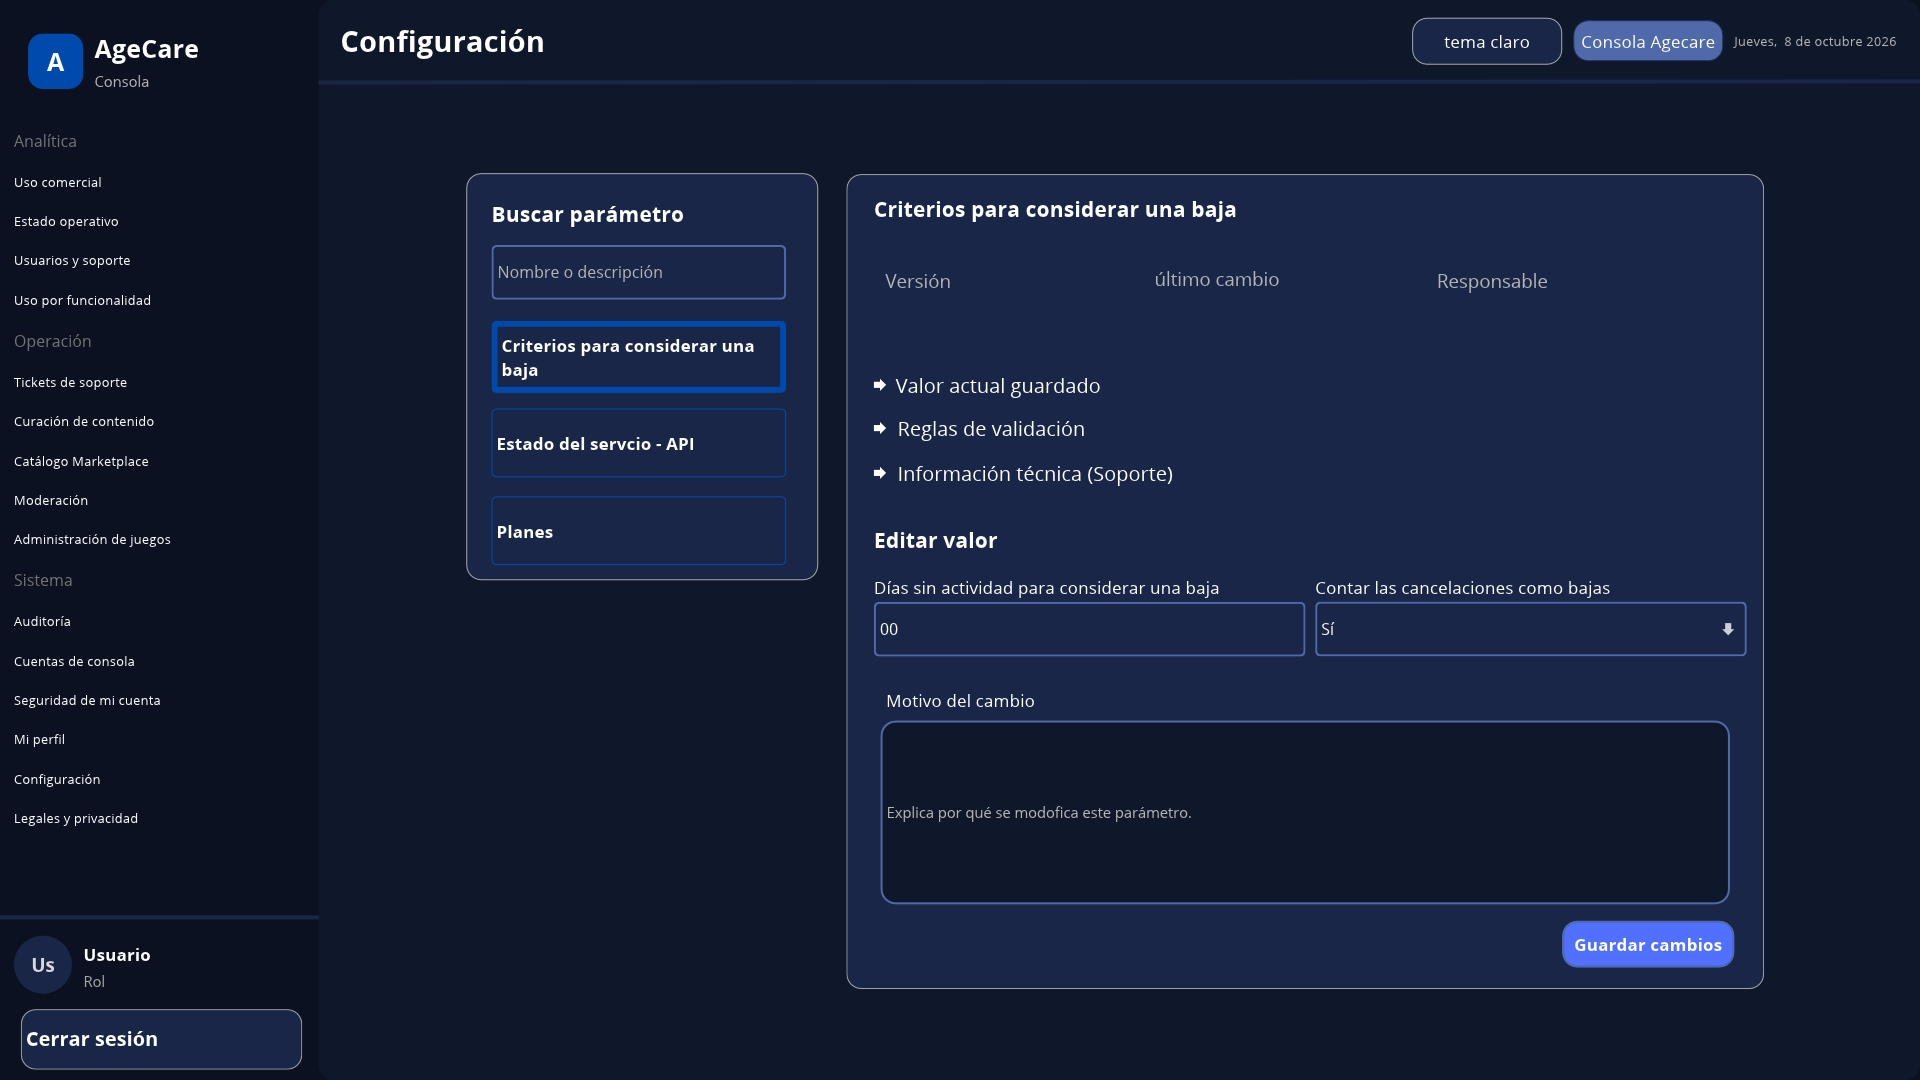 A
AgeCare
Consola
Analítica
Uso comercial
Estado operativo
Usuarios y soporte
Uso por funcionalidad
Operación
Tickets de soporte
Curación de contenido
Catálogo Marketplace
Moderación
Administración de juegos
Sistema
Auditoría
Cuentas de consola
Seguridad de mi cuenta
Mi perfil
Configuración
Legales y privacidad
Us
Usuario
Rol
Cerrar sesión
Configuración
tema claro
Consola Agecare
Jueves, 8 de octubre 2026
Buscar parámetro
Nombre o descripción
Criterios para considerar una
baja
Estado del servcio - API
Planes
Criterios para considerar una baja
Versión
último cambio
Responsable
Valor actual guardado
Reglas de validación
Información técnica (Soporte)
Editar valor
Días sin actividad para considerar una baja
00
Contar las cancelaciones como bajas
Sí
Motivo del cambio
Explica por qué se modofica este parámetro.
Guardar cambios